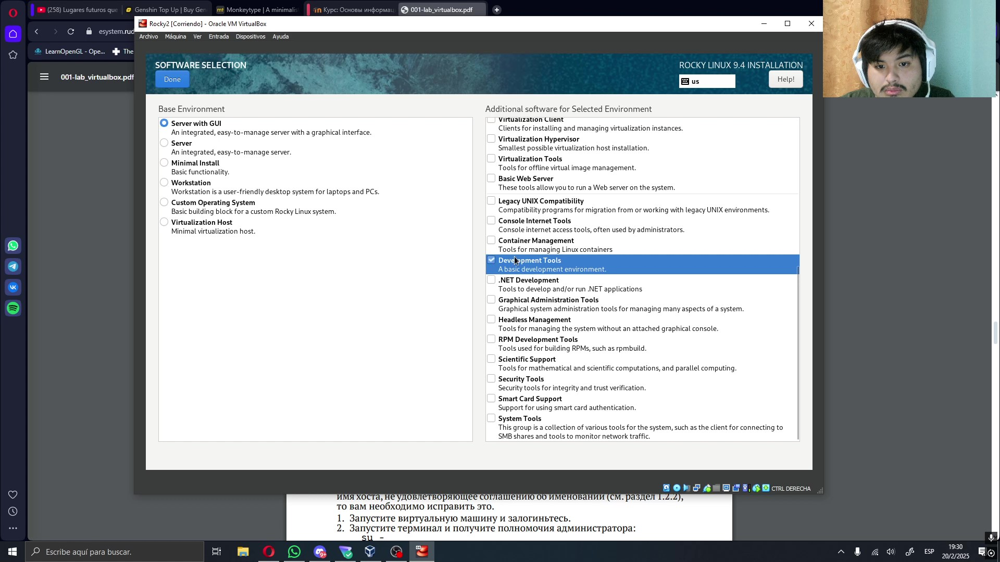 (258) Lugares futuros que
Genshin Top Up | Buy Gen
mt Monkeytype | A minimalis
Курс: Основы информац
001-lab_virtualbox.pdf
esystem.rud
LearnOpenGL - Ope...
The
001-lab_virtualbox.pdf
Rocky2 [Corriendo] - Oracle VM VirtualBox
Archivo Máquina Ver Entrada Dispositivos Ayuda
SOFTWARE SELECTION
Done
ROCKY LINUX 9.4 INSTALLATION
us
Help!
Base Environment
Server with GUI
An integrated, easy-to-manage server with a graphical interface.
Server
An integrated, easy-to-manage server.
Minimal Install
Basic functionality.
Workstation
Workstation is a user-friendly desktop system for laptops and PCs.
Custom Operating System
Basic building block for a custom Rocky Linux system.
Virtualization Host
Minimal virtualization host.
Additional software for Selected Environment
Virtualization Client
Clients for installing and managing virtualization instances.
Virtualization Hypervisor
Smallest possible virtualization host installation.
Virtualization Tools
Tools for offline virtual image management.
Basic Web Server
These tools allow you to run a Web server on the system.
Legacy UNIX Compatibility
Compatibility programs for migration from or working with legacy UNIX environments.
Console Internet Tools
Console internet access tools, often used by administrators.
Container Management
Tools for managing Linux containers
Development Tools
A basic development environment.
.NET Development
Tools to develop and/or run .NET applications
Graphical Administration Tools
Graphical system administration tools for managing many aspects of a system.
Headless Management
Tools for managing the system without an attached graphical console.
RPM Development Tools
Tools used for building RPMs, such as rpmbuild.
Scientific Support
Tools for mathematical and scientific computations, and parallel computing.
Security Tools
Security tools for integrity and trust verification.
Smart Card Support
Support for using smart card authentication.
System Tools
This group is a collection of various tools for the system, such as the client for connecting to
SMB shares and tools to monitor network traffic.
CTRL DERECHA
имя хоста, не удовлетворяющее соглашению об именовании (см. раздел 1.2.2),
то вам необходимо исправить это.
1. Запустите виртуальную машину и залогиньтесь.
2. Запустите терминал и получите полномочия администратора:
su -
Escribe aquí para buscar.
9+
64
ESP
19:30
20/2/2025